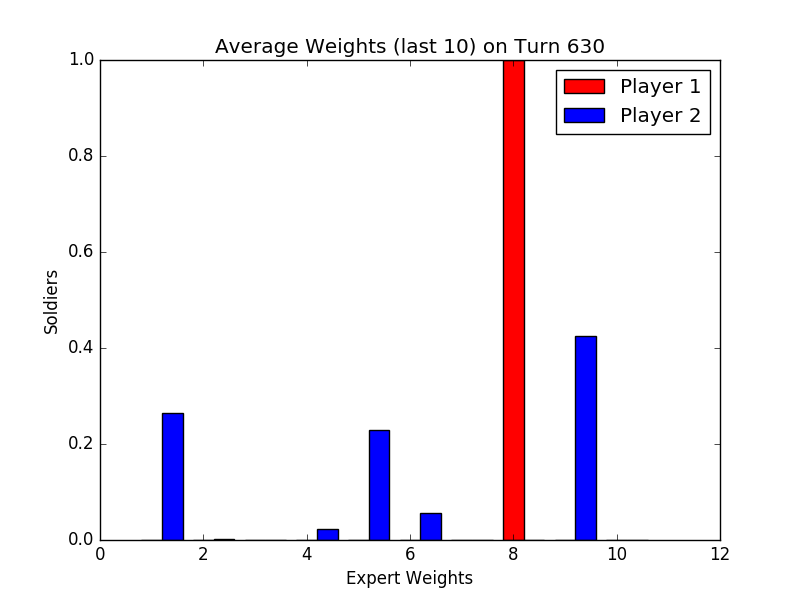 Average Weights (last 10) on Turn 630
Player 1
Player 2
1.0
0.8
0.6
0.4
0.2
0.0
Soldiers
0 2 4 6 8 10 12
Expert Weights